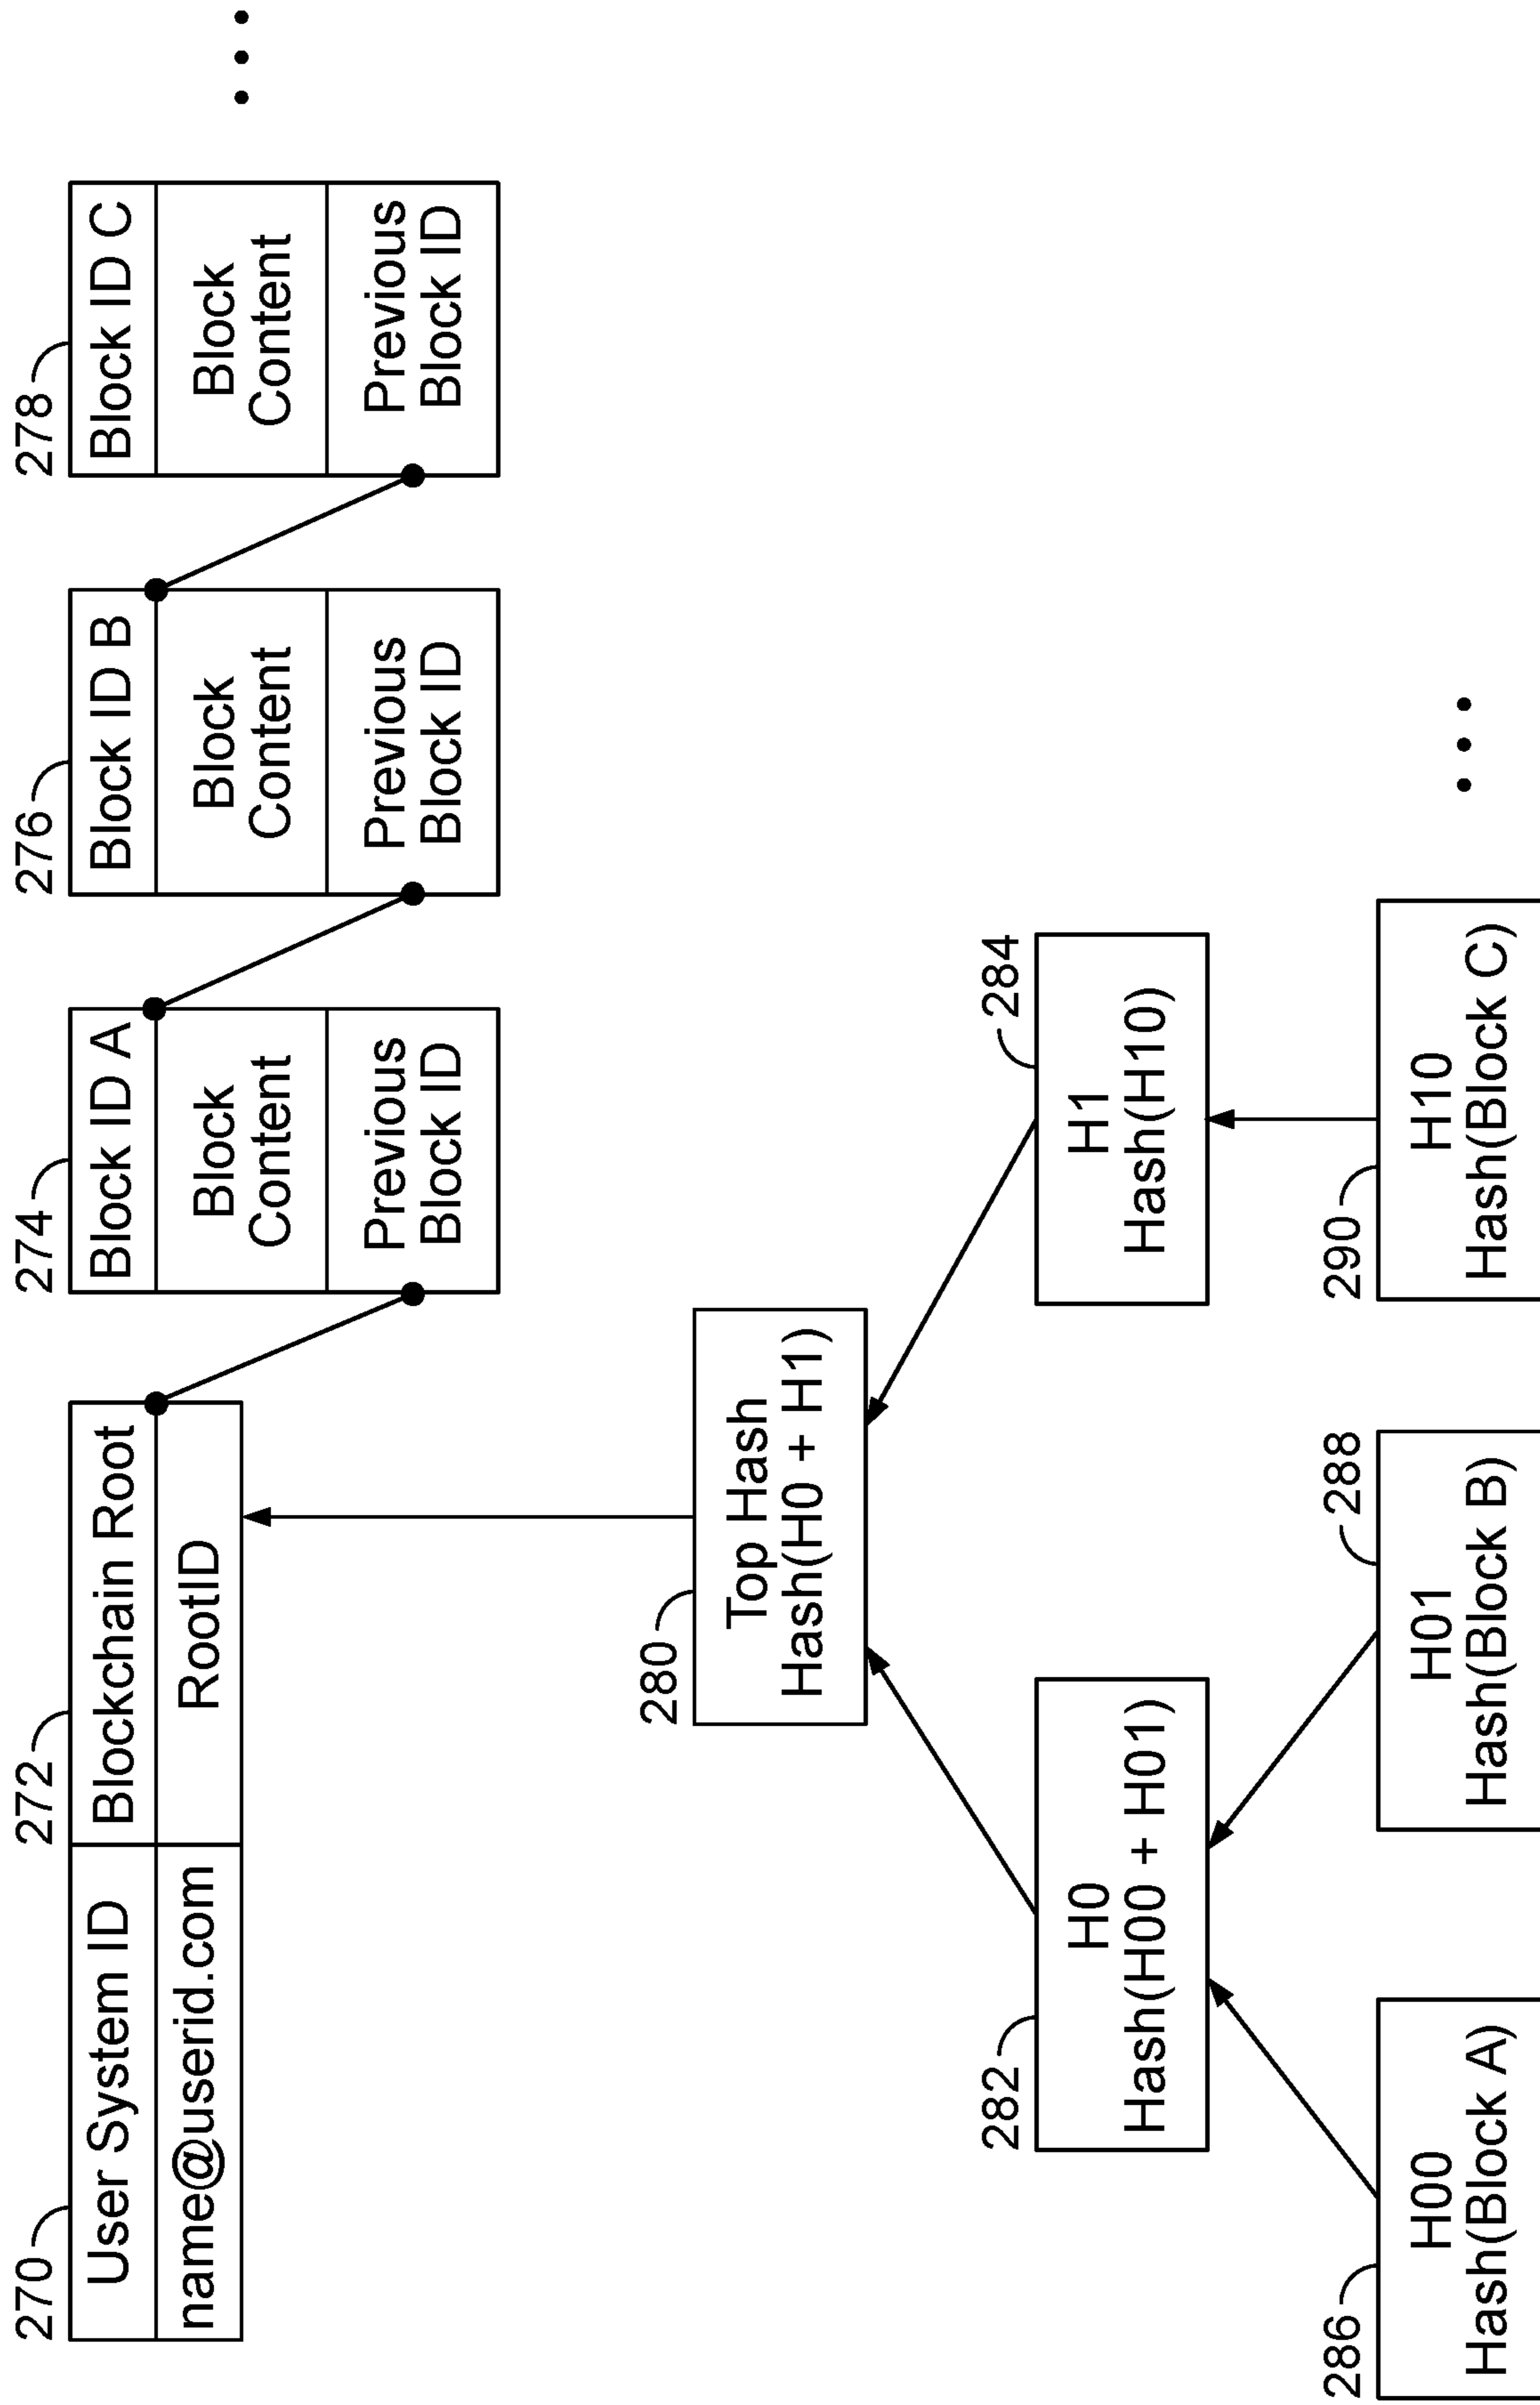 270
User System ID
name@userid.com
272
Blockchain Root
RootID
274
Block ID A
Block
Content
Previous
Block ID
276
Block ID B
Block
Content
Previous
Block ID
278
Block ID C
Block
Content
Previous
Block ID
280
Top Hash
Hash(H0 + H1)
282
H0
Hash(H00 + H01)
284
H1
Hash(H10)
286
H00
Hash(Block A)
288
H01
Hash(Block B)
290
H10
Hash(Block C)